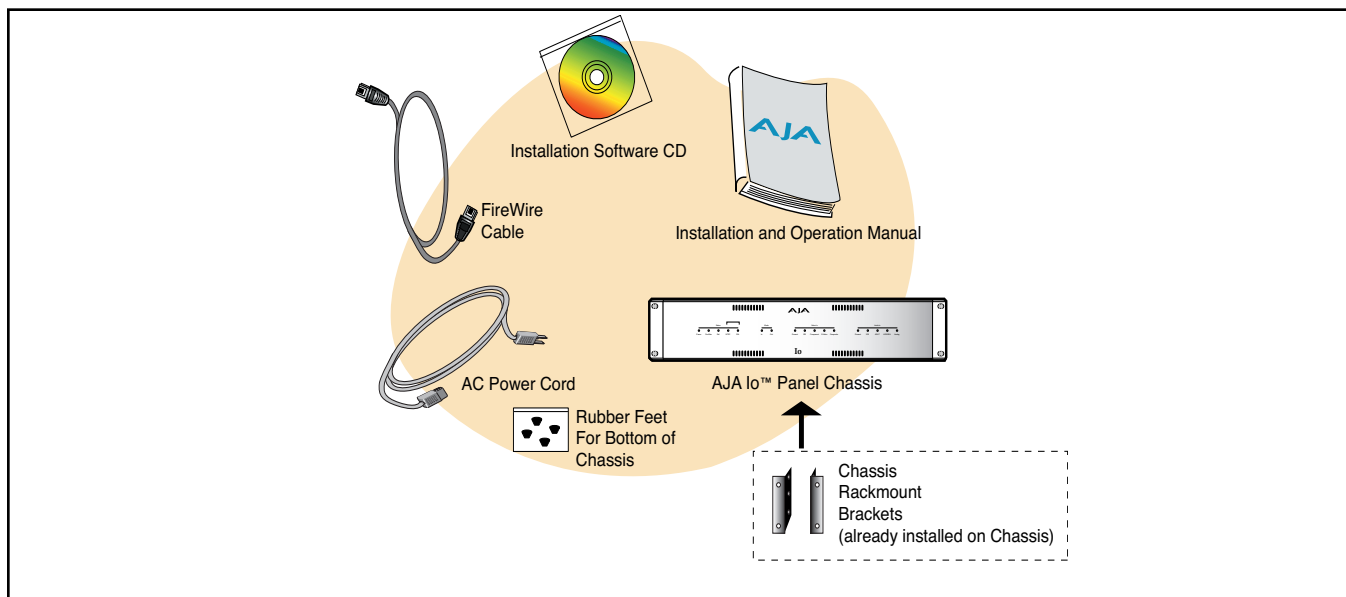 Installation Software CD
AJA
FireWire
Cable
Installation and Operation Manual
AJA
Io
AC Power Cord
AJA Io™ Panel Chassis
Rubber Feet
For Bottom of
Chassis
Chassis
Rackmount
Brackets
(already installed on Chassis)